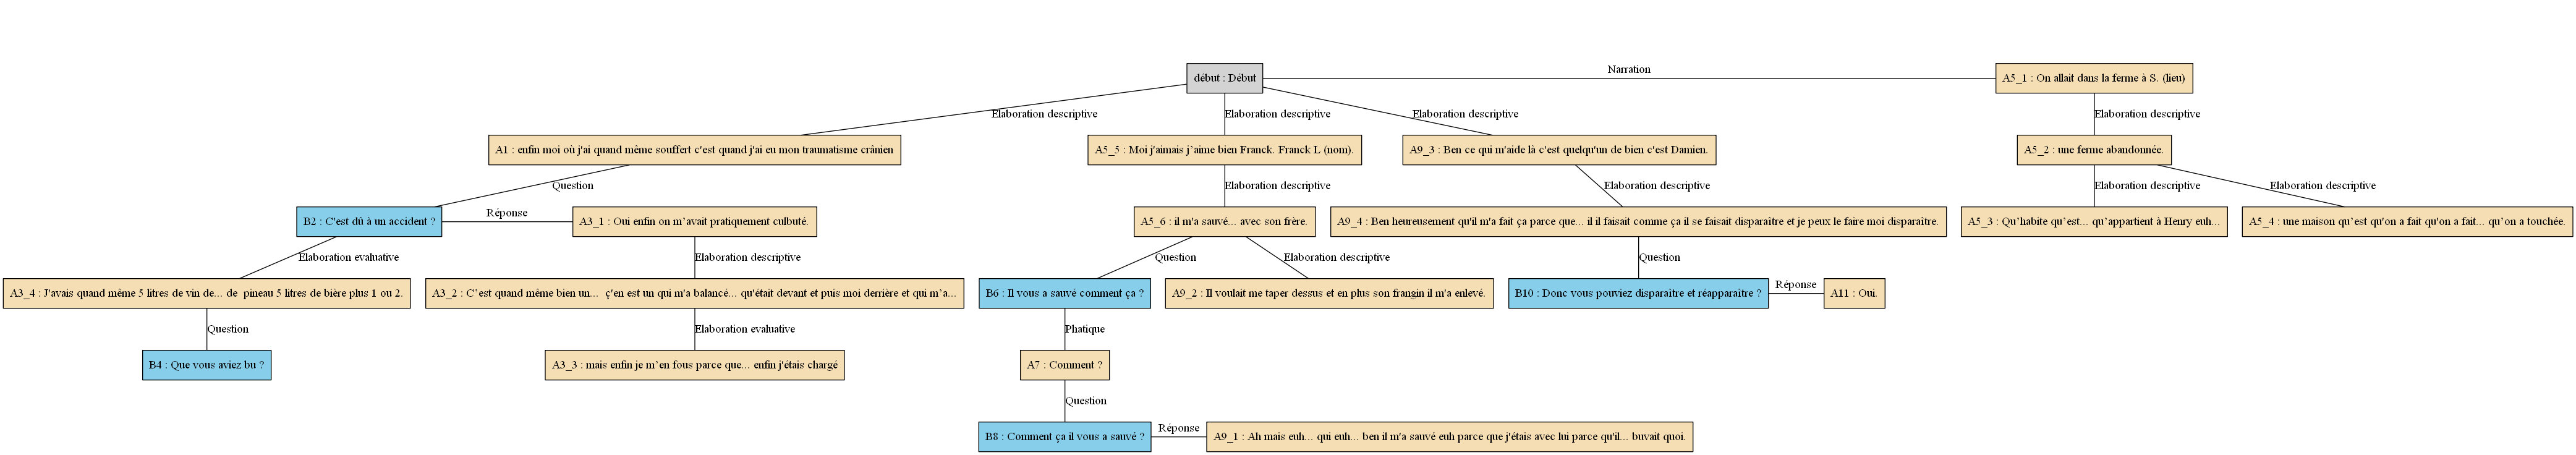 début : Début
Narration
A5_1 : On allait dans la ferme à S. (lieu)
Elaboration descriptive
Elaboration descriptive
Elaboration descriptive
Elaboration descriptive
A1 : enfin moi où j'ai quand même souffert c'est quand j'ai eu mon traumatisme crânien
A5_5 : Moi j'aimais j’aime bien Franck. Franck L (nom).
A9_3 : Ben ce qui m'aide là c'est quelqu'un de bien c'est Damien.
A5_2 : une ferme abandonnée.
Question
Elaboration descriptive
Elaboration descriptive
Elaboration descriptive
Elaboration descriptive
B2 : C'est dû à un accident ?
Réponse
A3_1 : Oui enfin on m’avait pratiquement culbuté.
A5_6 : il m'a sauvé... avec son frère.
A9_4 : Ben heureusement qu'il m'a fait ça parce que... il il faisait comme ça il se faisait disparaître et je peux le faire moi disparaître.
A5_3 : Qu’habite qu’est... qu’appartient à Henry euh...
A5_4 : une maison qu’est qu'on a fait qu'on a fait... qu’on a touchée.
Elaboration evaluative
Elaboration descriptive
Question
Elaboration descriptive
Question
A3_4 : J'avais quand même 5 litres de vin de... de  pineau 5 litres de bière plus 1 ou 2.
A3_2 : C’est quand même bien un...  ç'en est un qui m'a balancé... qu'était devant et puis moi derrière et qui m’a...
B6 : Il vous a sauvé comment ça ?
A9_2 : Il voulait me taper dessus et en plus son frangin il m'a enlevé.
B10 : Donc vous pouviez disparaître et réapparaître ?
Réponse
A11 : Oui.
Question
Elaboration evaluative
Phatique
B4 : Que vous aviez bu ?
A3_3 : mais enfin je m’en fous parce que... enfin j'étais chargé
A7 : Comment ?
Question
B8 : Comment ça il vous a sauvé ?
Réponse
A9_1 : Ah mais euh... qui euh... ben il m'a sauvé euh parce que j'étais avec lui parce qu'il... buvait quoi.